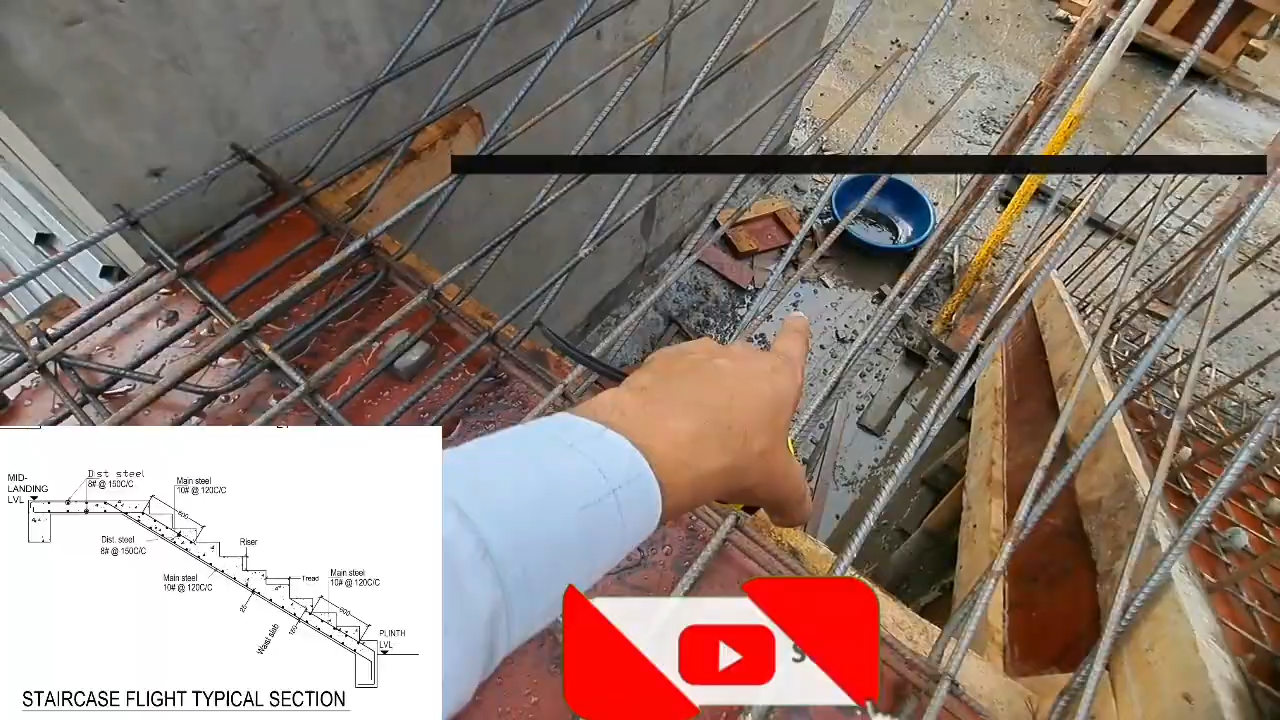 MID-
LANDING
LVL
Dist steel
8# @ 150C/C
Main steel
10# @ 120C/C
Dist. steel
8# @ 150C/C
Riser
Main steel
10# @ 120C/C
Tread
Main steel
10# @ 120C/C
Waist slab
PLINTH
LVL
STAIRCASE FLIGHT TYPICAL SECTION